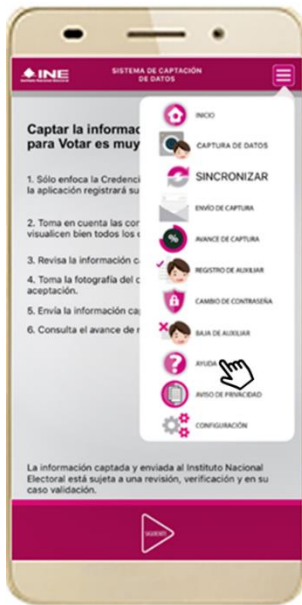 INE
SISTEMA DE CAPTACIÓN
DE DATOS
Captar la informac
para Votar es muy
1. Sólo enfoca la Credenci
la aplicación registrará su
2. Toma en cuenta las cor
visualicen bien todos los
3. Revisa la información
4. Toma la fotografía del
aceptación.
5. Envía la información
6. Consulta el avance de
INICIO
CAPTURA DE DATOS
SINCRONIZAR
ENVÍO DE CAPTURA
%
AVANCE DE CAPTURA
REGISTRO DE AUXILIAR
CAMBIO DE CONTRASEÑA
BAJA DE AUXILIAR
?
AYUDA
AVISO DE PRIVACIDAD
CONFIGURACIÓN
La información captada y enviada al Instituto Nacional
Electoral está sujeta a una revisión, verificación y en su
caso validación.
SIGUIENTE